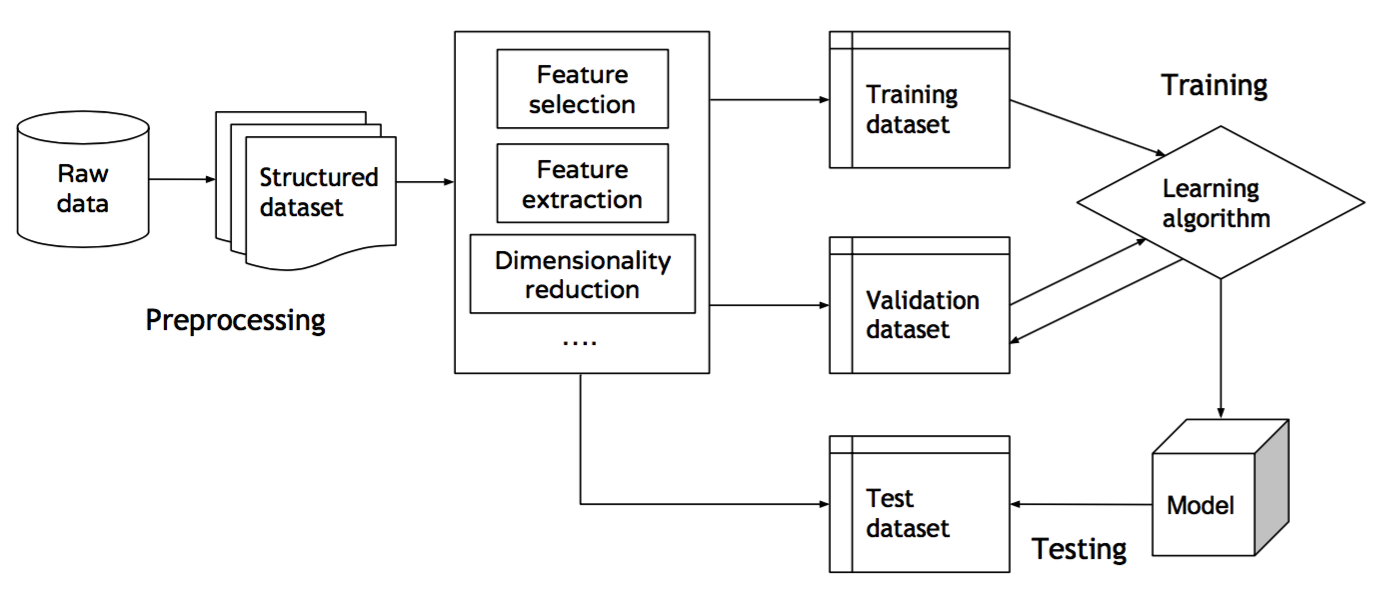 Raw
data
Structured
dataset
Preprocessing
Feature
selection
Feature
extraction
Dimensionality
reduction
....
Training
dataset
Validation
dataset
Test
dataset
Training
Learning
algorithm
Model
Testing